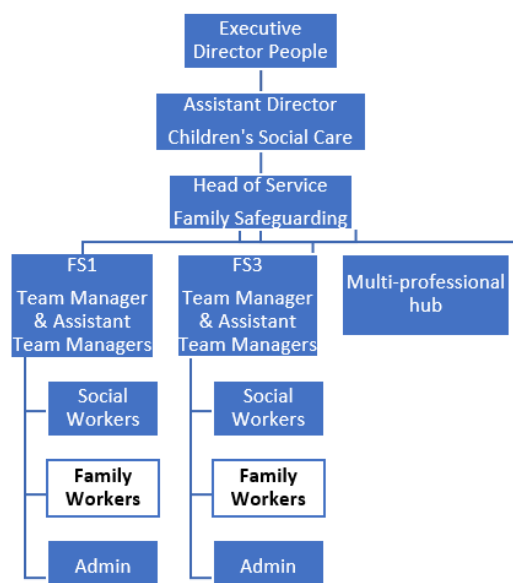 Executive
Director People
Assistant Director
Children's Social Care
Head of Service
Family Safeguarding
FS1
Team Manager
& Assistant
Team Managers
FS3
Team Manager
& Assistant
Team Managers
Multi-professional
hub
Social
Workers
Social
Workers
Family
Workers
Family
Workers
Admin
Admin